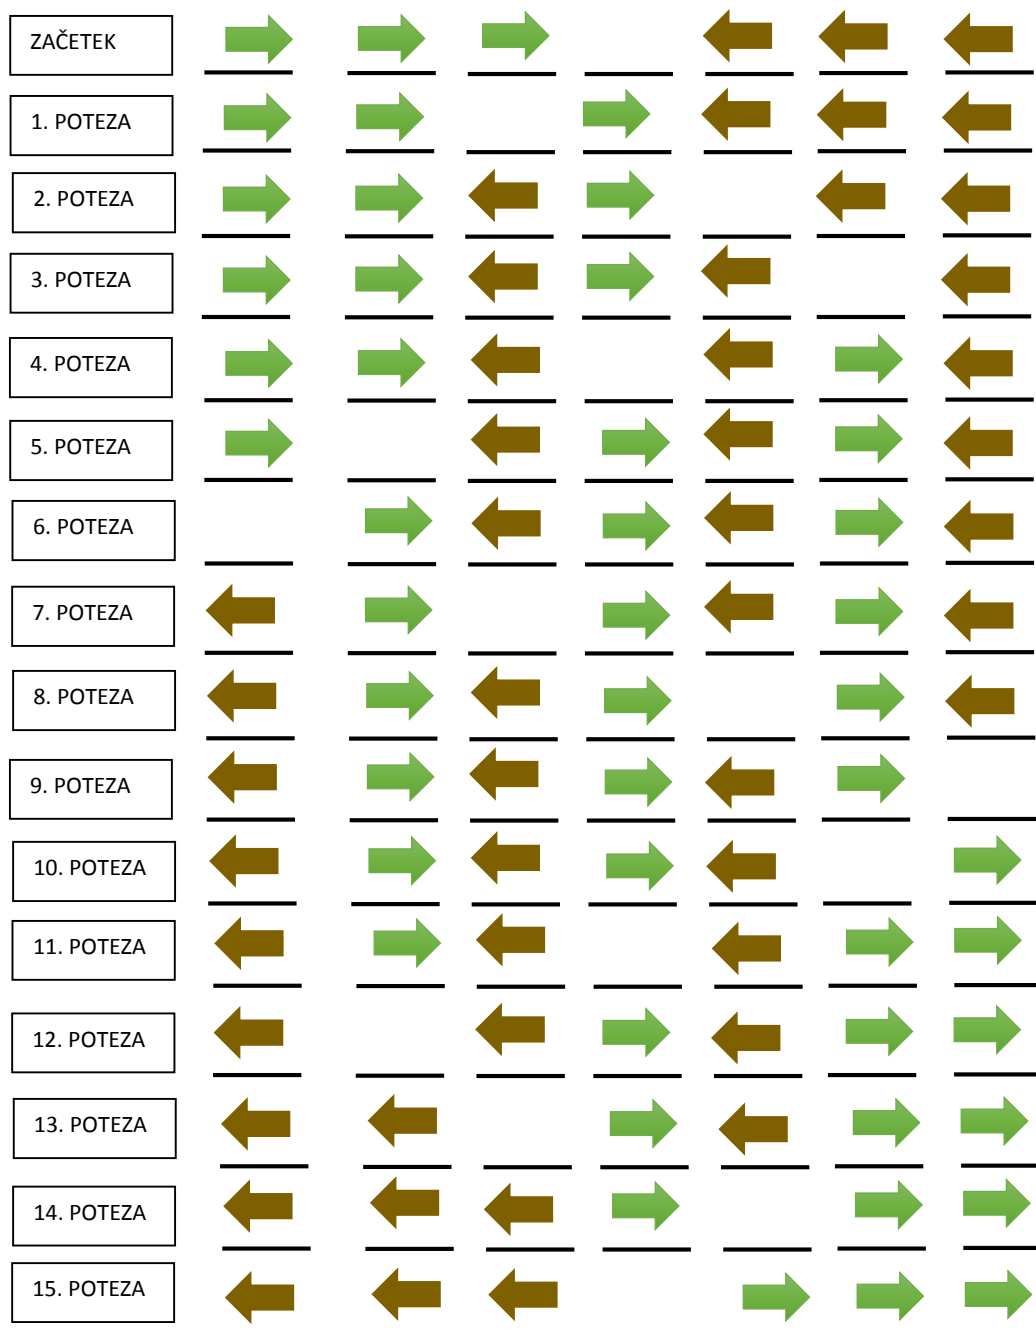 ZAČETEK
1. POTEZA
2. POTEZA
3. POTEZA
4. POTEZA
5. POTEZA
6. POTEZA
7. POTEZA
8. POTEZA
9. POTEZA
10. POTEZA
11. POTEZA
12. POTEZA
13. POTEZA
14. POTEZA
15. POTEZA